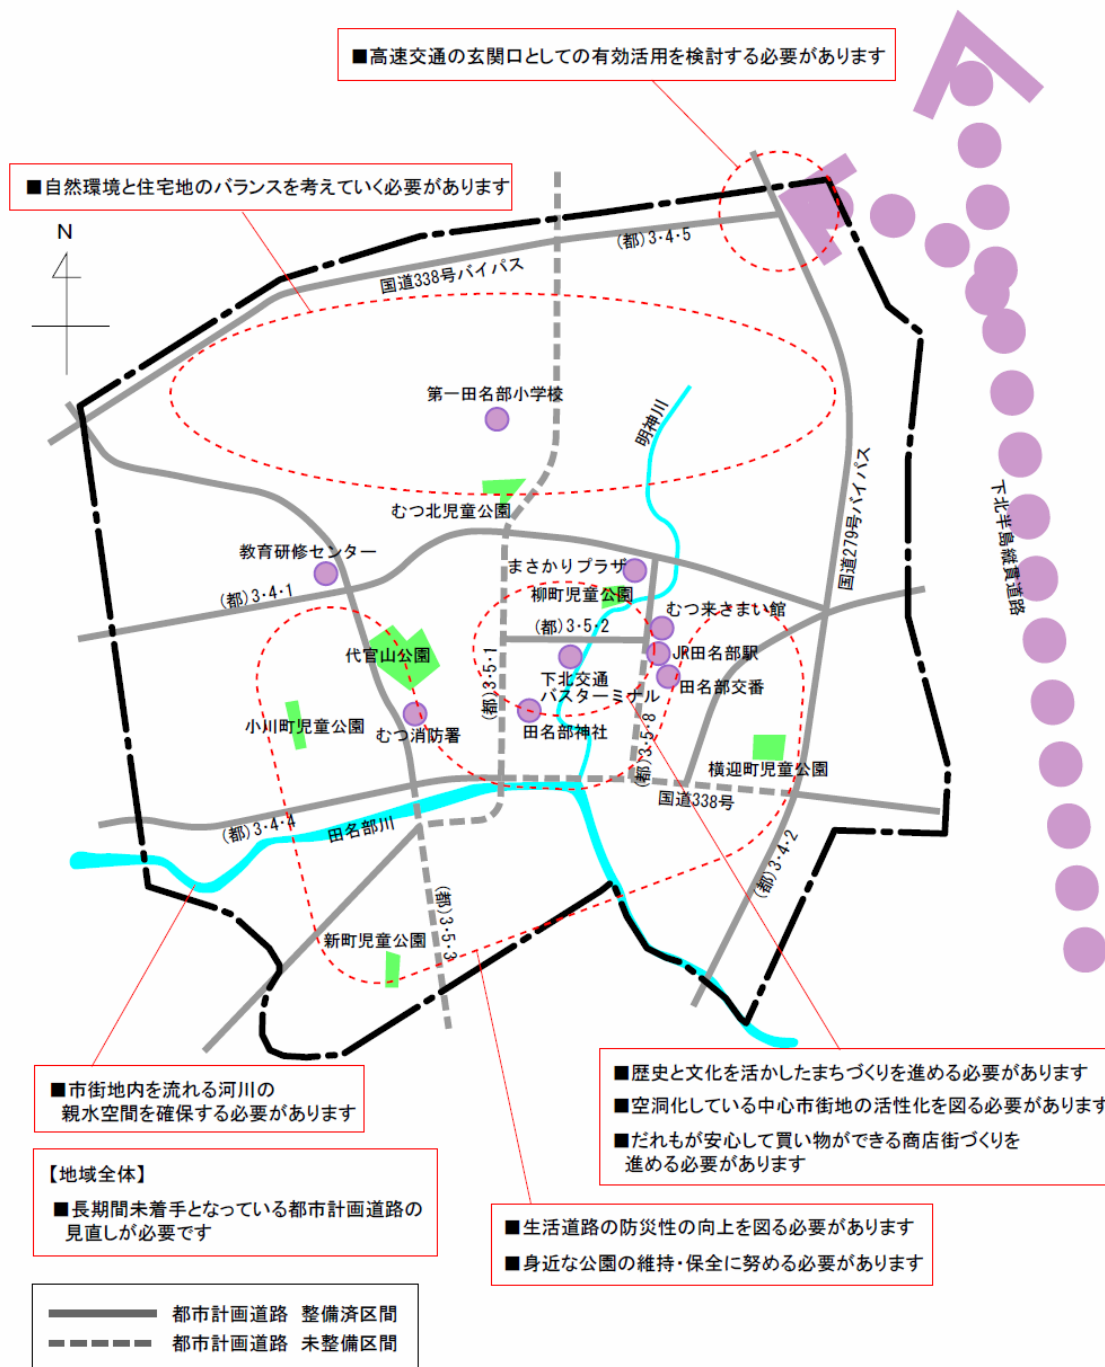 ■高速交通の玄関口としての有効活用を検討する必要があります
■自然環境と住宅地のバランスを考えていく必要があります
N
(都)3・4・5
国道338号バイパス
第一田名部小学校
明神川
国道279号バイパス
下北半島縦貫道路
むつ北児童公園
教育研修センター
まさかりプラザ
(都)3・4・1
柳町児童公園
むつ来さまい館
(都)3・5・2
代官山公園
(都)3・5・1
JR田名部駅
下北交通
バスターミナル
田名部交番
小川町児童公園
むつ消防署
田名部神社
(都)3・5・8
横迎町児童公園
国道338号
(都)3・4・4
田名部川
(都)3・4・2
(都)3・5・3
新町児童公園
■市街地内を流れる河川の
親水空間を確保する必要があります
■歴史と文化を活かしたまちづくりを進める必要があります
■空洞化している中心市街地の活性化を図る必要があります
■だれもが安心して買い物ができる商店街づくりを
進める必要があります
【地域全体】
■長期間未着手となっている都市計画道路の
見直しが必要です
■生活道路の防災性の向上を図る必要があります
■身近な公園の維持・保全に努める必要があります
都市計画道路 整備済区間
都市計画道路 未整備区間